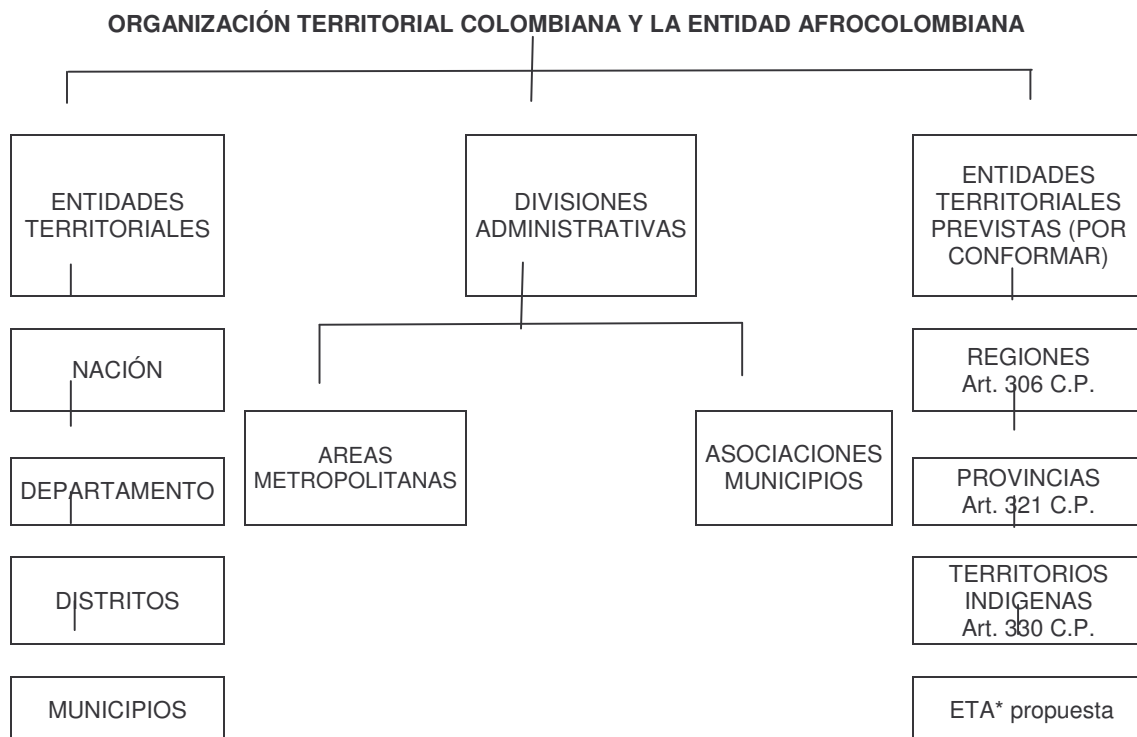 ORGANIZACIÓN TERRITORIAL COLOMBIANA Y LA ENTIDAD AFROCOLOMBIANA
ENTIDADES
TERRITORIALES
DIVISIONES
ADMINISTRATIVAS
ENTIDADES
TERRITORIALES
PREVISTAS (POR
CONFORMAR)
NACIÓN
REGIONES
Art. 306 C.P.
AREAS
METROPOLITANAS
ASOCIACIONES
MUNICIPIOS
DEPARTAMENTO
PROVINCIAS
Art. 321 C.P.
DISTRITOS
TERRITORIOS
INDIGENAS
Art. 330 C.P.
MUNICIPIOS
ETA* propuesta